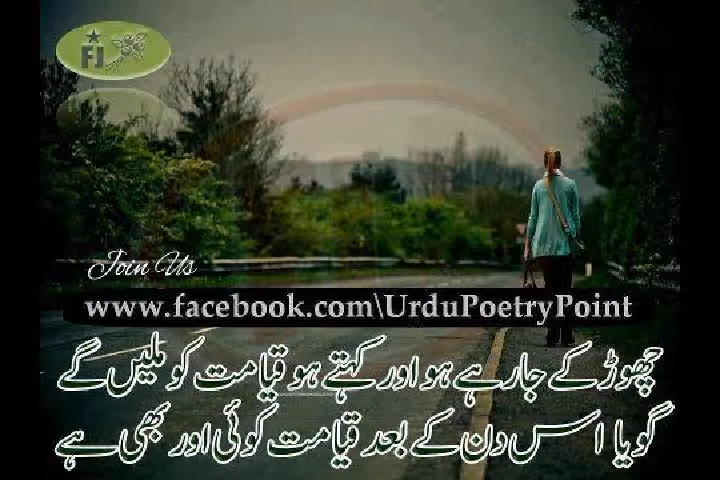 FJ
Join Us
www.facebook.com\UrduPoetryPoint
چھوڑ کے جا رہے ہو اور کہتے ہو قیامت کو ملیں گے
گویا اس دن کے بعد قیامت کوئی اور بھی ہے